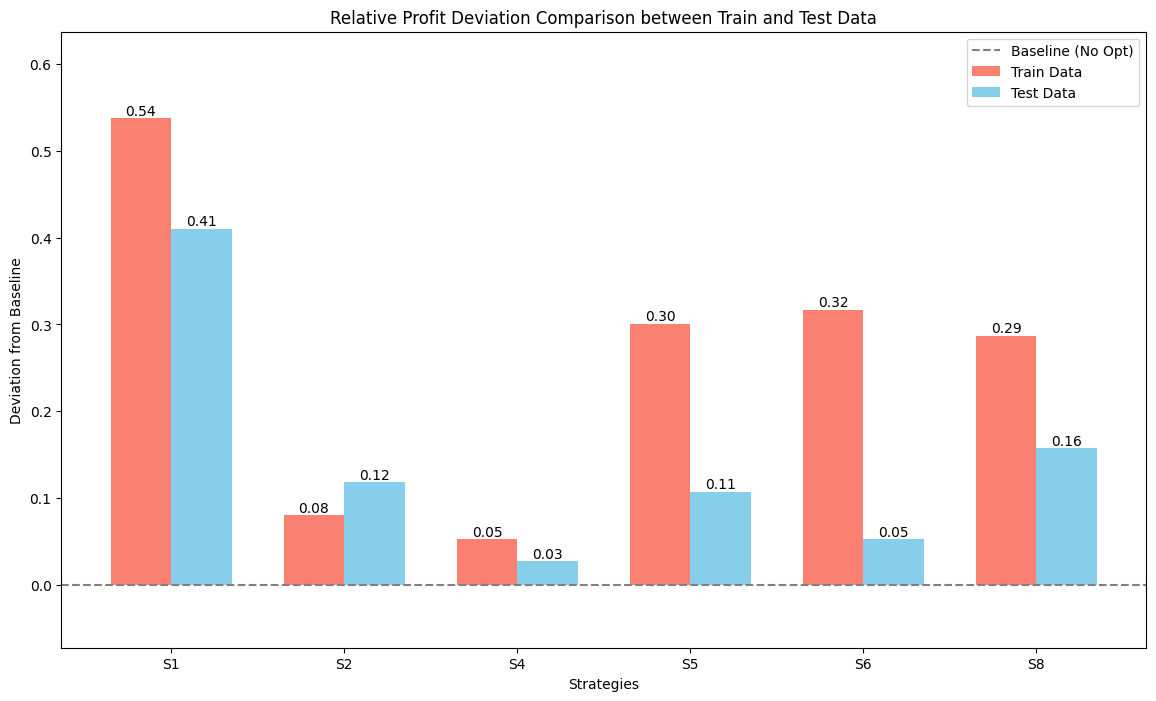 Relative Profit Deviation Comparison between Train and Test Data
Baseline (No Opt)
Train Data
Test Data
Deviation from Baseline
0.6
0.5
0.4
0.3
0.2
0.1
0.0
0.54
0.41
0.08
0.12
0.05
0.03
0.30
0.11
0.32
0.05
0.29
0.16
S1 S2 S4 S5 S6 S8
Strategies